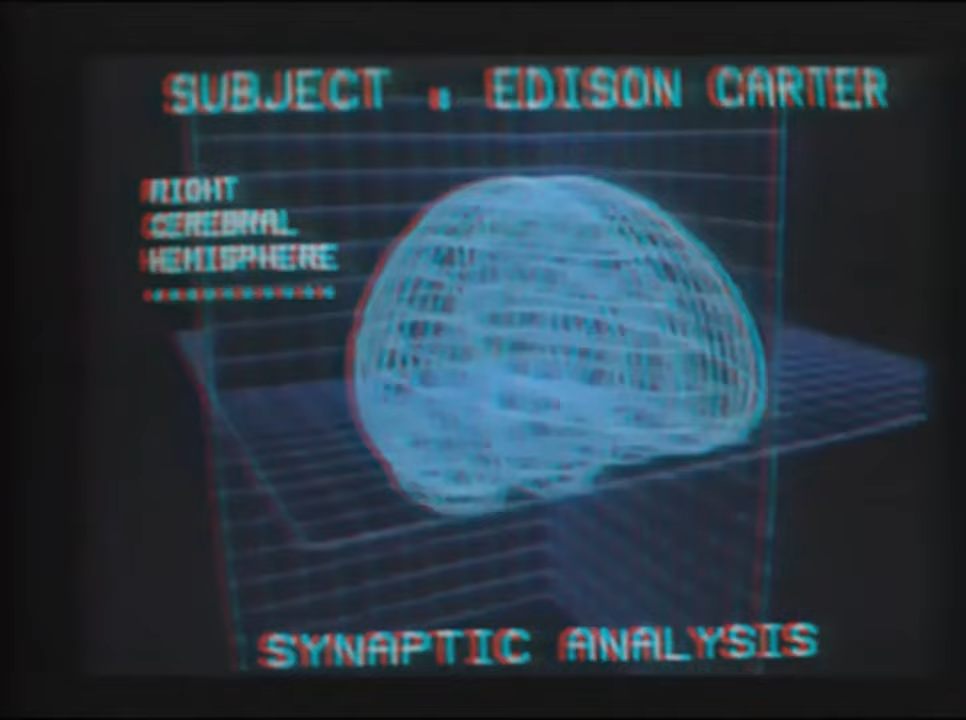 SUBJECT : EDISON CARTER
RIGHT
CEREBRAL
HEMISPHERE
SYNAPTIC ANALYSIS